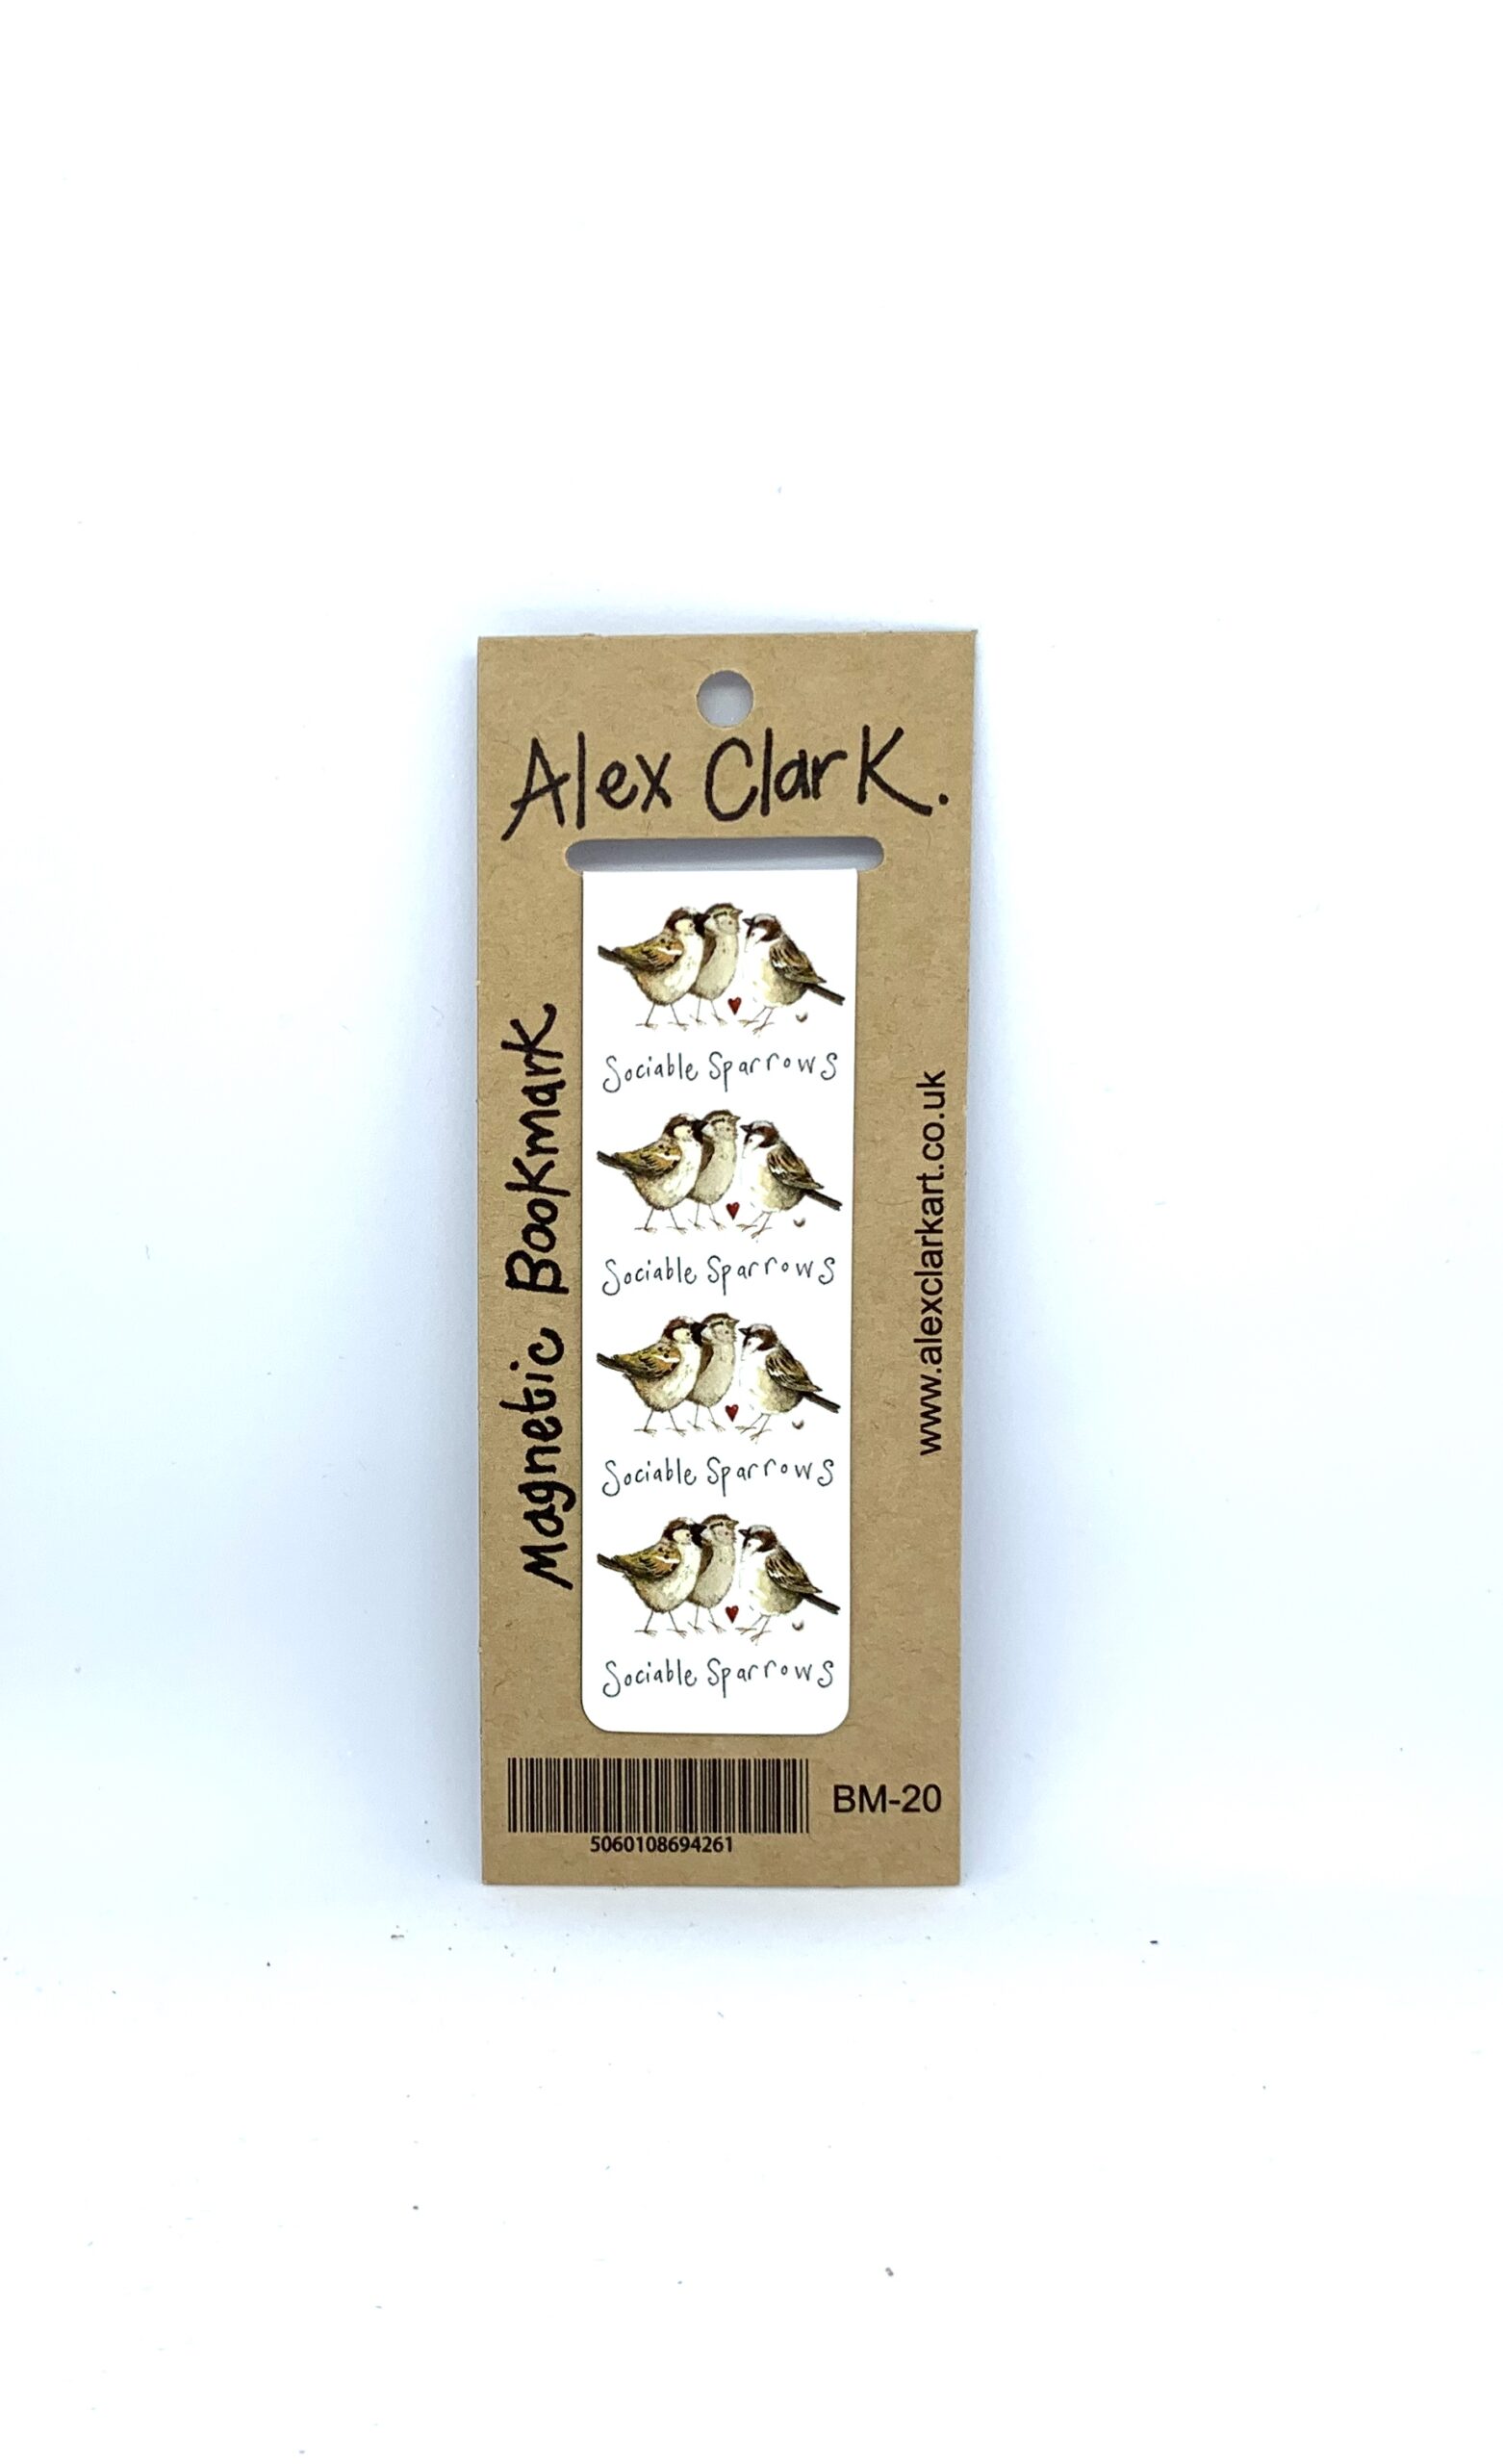 Alex Clark.
Magnetic Bookmark
Sociable Sparrows
Sociable Sparrows
Sociable Sparrows
Sociable Sparrows
www.alexclarkart.co.uk
BM-20
5060108694261